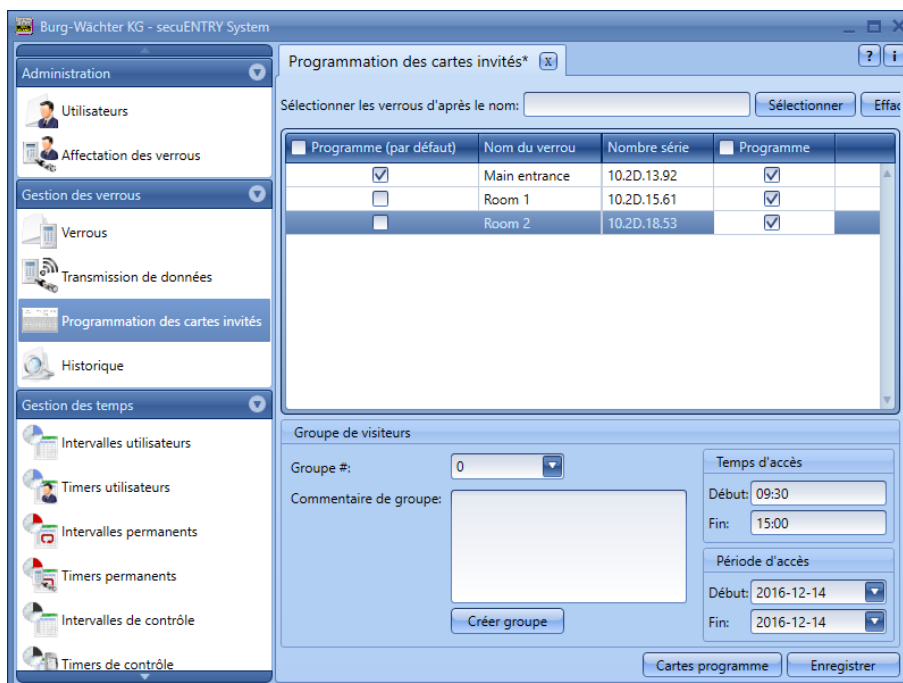 Burg-Wächter KG - secuENTRY System
Administration
Utilisateurs
Affectation des verrous
Gestion des verrous
Verrous
Transmission de données
Programmation des cartes invités
Historique
Gestion des temps
Intervalles utilisateurs
Timers utilisateurs
Intervalles permanents
Timers permanents
Intervalles de contrôle
Timers de contrôle
Programmation des cartes invités* x
? i
Sélectionner les verrous d'après le nom: Sélectionner Effac
Programme (par défaut) Nom du verrou Nombre série Programme
Main entrance 10.2D.13.92
Room 1 10.2D.15.61
Room 2 10.2D.18.53
Groupe de visiteurs
Groupe #: 0
Commentaire de groupe:
Créer groupe
Temps d'accès
Début: 09:30
Fin: 15:00
Période d'accès
Début: 2016-12-14
Fin: 2016-12-14
Cartes programme Enregistrer